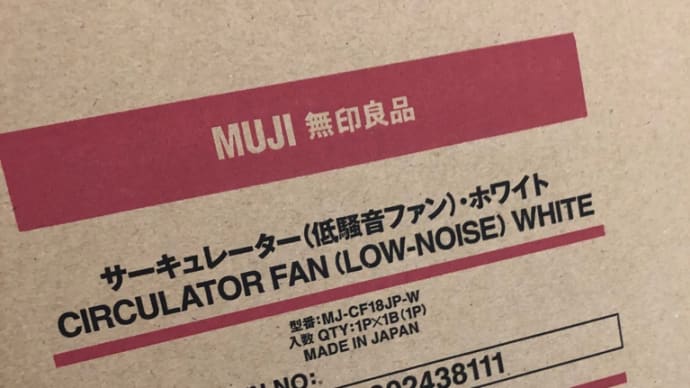 MUJI 無印良品
サーキュレーター(低騒音ファン)・ホワイト
CIRCULATOR FAN (LOW-NOISE) WHITE
型番:MJ-CF18JP-W
入数 QTY:1P×1B(1P)
MADE IN JAPAN
NO:
02438111